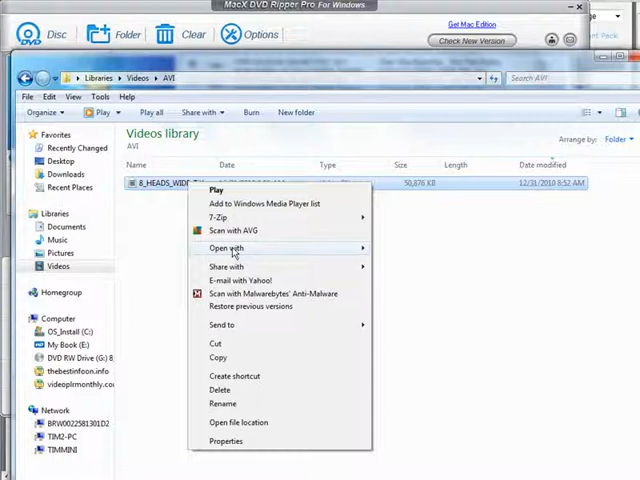 MacX DVD Ripper Pro For Windows
DVD Disc Folder Clear Options
Get Mac Edition
Check New Version
Libraries Videos AVI
Search AVI
File Edit View Tools Help
Organize Play Play all Share with Burn New folder
Favorites
Recently Changed
Desktop
Downloads
Recent Places
Libraries
Documents
Music
Pictures
Videos
Homegroup
Computer
OS_Install (C:)
My Book (E:)
DVD RW Drive (G:) 8
thebestinfoon.info
videoplrmonthly.co
Network
BRW0022581301D2
TIM2-PC
TIMMINI
Videos library
AVI
Arrange by: Folder
Name Date Type Size Length Date modified
50,876 KB 12/31/2010 8:52 AM
Play
Add to Windows Media Player list
7-Zip
Scan with AVG
Open with
Share with
E-mail with Yahoo!
Scan with Malwarebytes' Anti-Malware
Restore previous versions
Send to
Cut
Copy
Create shortcut
Delete
Rename
Open file location
Properties